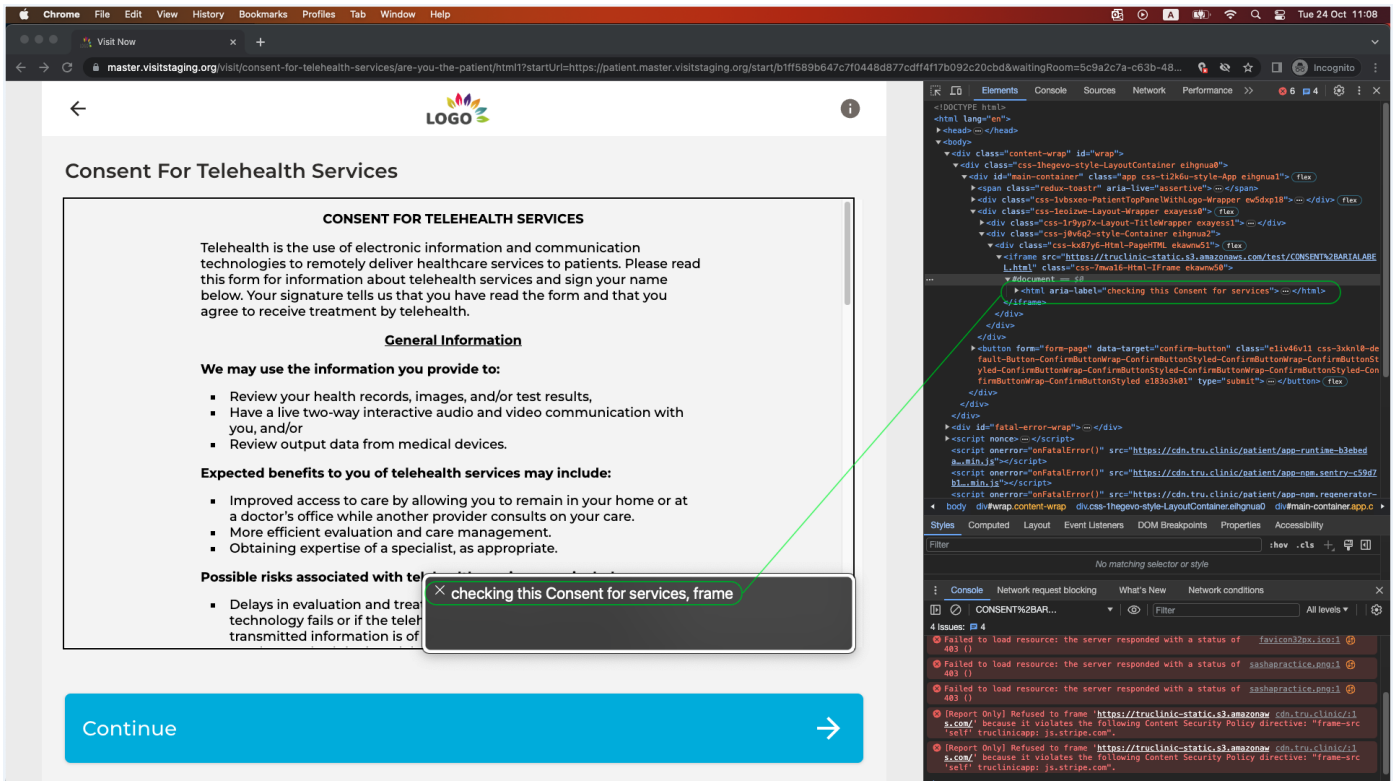 Chrome File Edit View History Bookmarks Profiles Tab Window Help
A
Tue 24 Oct 11:08
Visit Now
master.visitstaging.org/visit/consent-for-telehealth-services/are-you-the-patient/html1?startUrl=https://patient.master.visitstaging.org/start/b1ff589b647c7f0448d877cdff4f17b092c20cbd&waitingRoom=5c9a2c7a-c63b-48...
Incognito
LOGO
Consent For Telehealth Services
CONSENT FOR TELEHEALTH SERVICES
Telehealth is the use of electronic information and communication
technologies to remotely deliver healthcare services to patients. Please read
this form for information about telehealth services and sign your name
below. Your signature tells us that you have read the form and that you
agree to receive treatment by telehealth.
General Information
We may use the information you provide to:
▪ Review your health records, images, and/or test results,
▪ Have a live two-way interactive audio and video communication with
you, and/or
▪ Review output data from medical devices.
Expected benefits to you of telehealth services may include:
▪ Improved access to care by allowing you to remain in your home or at
a doctor's office while another provider consults on your care.
▪ More efficient evaluation and care management.
▪ Obtaining expertise of a specialist, as appropriate.
Possible risks associated with
▪ Delays in evaluation and
technology fails or if the
transmitted information is of
checking this Consent for services, frame
Continue
Elements Console Sources Network Performance >> 6 4
<!DOCTYPE html>
<html lang="en">
<head> … </head>
<body>
<div class="content-wrap" id="wrap">
<div class="css-1hegevo-style-LayoutContainer eihgnua0">
<div id="main-container" class="app css-ti2k6u-style-App eihgnua1"> flex
<span class="redux-toastr" aria-live="assertive"> … </span>
<div class="css-1vbsxeo-PatientTopPanelWithLogo-Wrapper ew5dxp18"> … </div> flex
<div class="css-1eoizwe-Layout-Wrapper exayess0"> flex
<div class="css-1r9yp7x-Layout-TitleWrapper exayess1"> … </div>
<div class="css-j0v6q2-style-Container eihgnua2">
<div class="css-kx87y6-Html-PageHTML ekawnw51"> flex
<iframe src="https://truclinic-static.s3.amazonaws.com/test/CONSENT%2BARIALABE
L.html" class="css-7mwa16-Html-IFrame ekawnw50">
… #document == $0
<html aria-label="checking this Consent for services"> … </html>
</iframe>
</div>
</div>
</div>
<button form="form-page" data-target="confirm-button" class="e1iv46v11 css-3xknl0-de
fault-Button-ConfirmButtonWrap-ConfirmButtonStyled-ConfirmButtonWrap-ConfirmButtonSt
yled-ConfirmButtonWrap-ConfirmButtonStyled-ConfirmButtonWrap-ConfirmButtonStyled-Con
firmButtonWrap-ConfirmButtonStyled e183o3k01" type="submit"> … </button> flex
</div>
</div>
</div>
<div id="fatal-error-wrap"> … </div>
<script nonce> … </script>
<script onerror="onFatalError()" src="https://cdn.tru.clinic/patient/app-runtime-b3ebed
a….min.js"></script>
<script onerror="onFatalError()" src="https://cdn.tru.clinic/patient/app-npm.sentry-c59d7
b1….min.js"></script>
<script onerror="onFatalError()" src="https://cdn.tru.clinic/patient/app-npm.regenerator-
body div#wrap.content-wrap div.css-1hegevo-style-LayoutContainer.eihgnua0 div#main-container.app.c
Styles Computed Layout Event Listeners DOM Breakpoints Properties Accessibility
Filter :hov .cls +
No matching selector or style
Console Network request blocking What's New Network conditions
CONSENT%2BAR... Filter All levels
4 Issues: 4
Failed to load resource: the server responded with a status of favicon32px.ico:1
403 ()
Failed to load resource: the server responded with a status of sashapractice.png:1
403 ()
Failed to load resource: the server responded with a status of sashapractice.png:1
403 ()
[Report Only] Refused to frame 'https://truclinic-static.s3.amazonaw cdn.tru.clinic/:1
s.com/' because it violates the following Content Security Policy directive: "frame-src
'self' truclinicapp: js.stripe.com".
[Report Only] Refused to frame 'https://truclinic-static.s3.amazonaw cdn.tru.clinic/:1
s.com/' because it violates the following Content Security Policy directive: "frame-src
'self' truclinicapp: js.stripe.com".